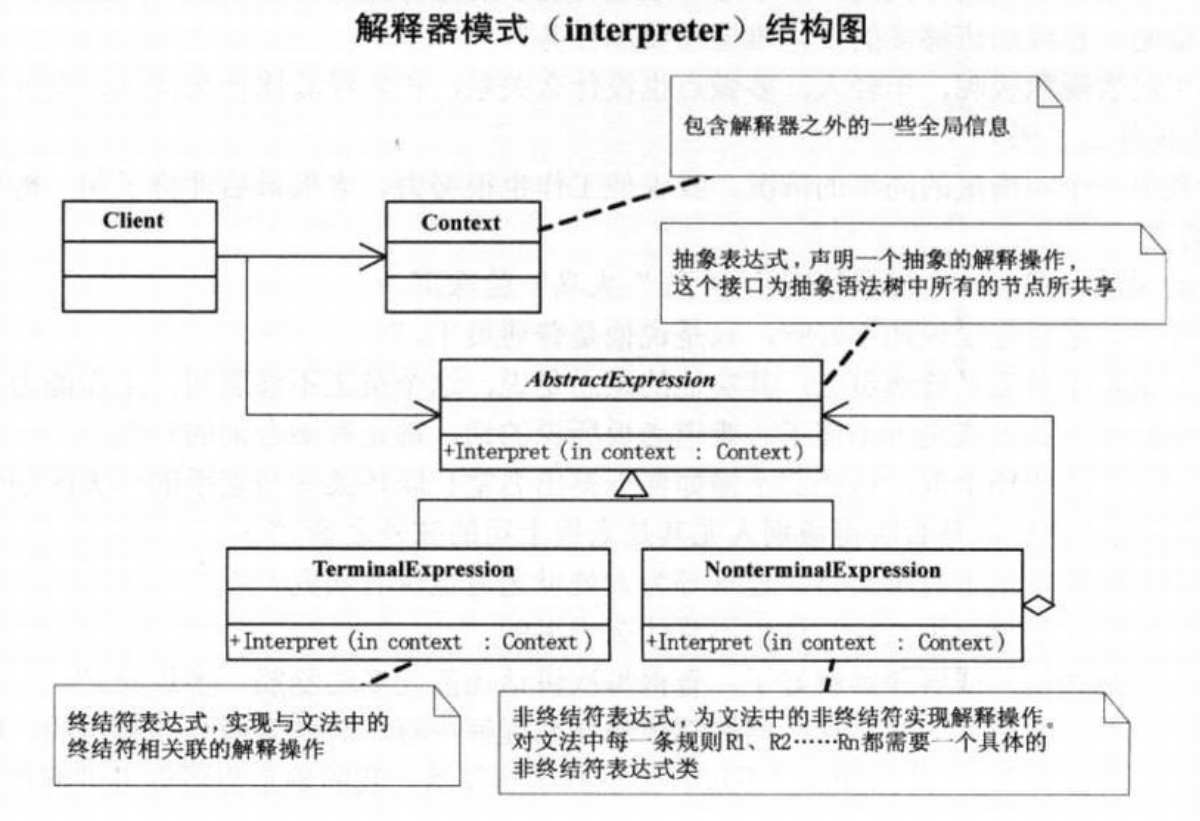 解释器模式（interpreter）结构图
包含解释器之外的一些全局信息
Client
Context
抽象表达式，声明一个抽象的解释操作，
这个接口为抽象语法树中所有的节点所共享
AbstractExpression
+Interpret (in context : Context)
TerminalExpression
+Interpret (in context : Context)
NonterminalExpression
+Interpret (in context : Context)
终结符表达式，实现与文法中的
终结符相关联的解释操作
非终结符表达式，为文法中的非终结符实现解释操作。
对文法中每一条规则R1、R2……Rn都需要一个具体的
非终结符表达式类